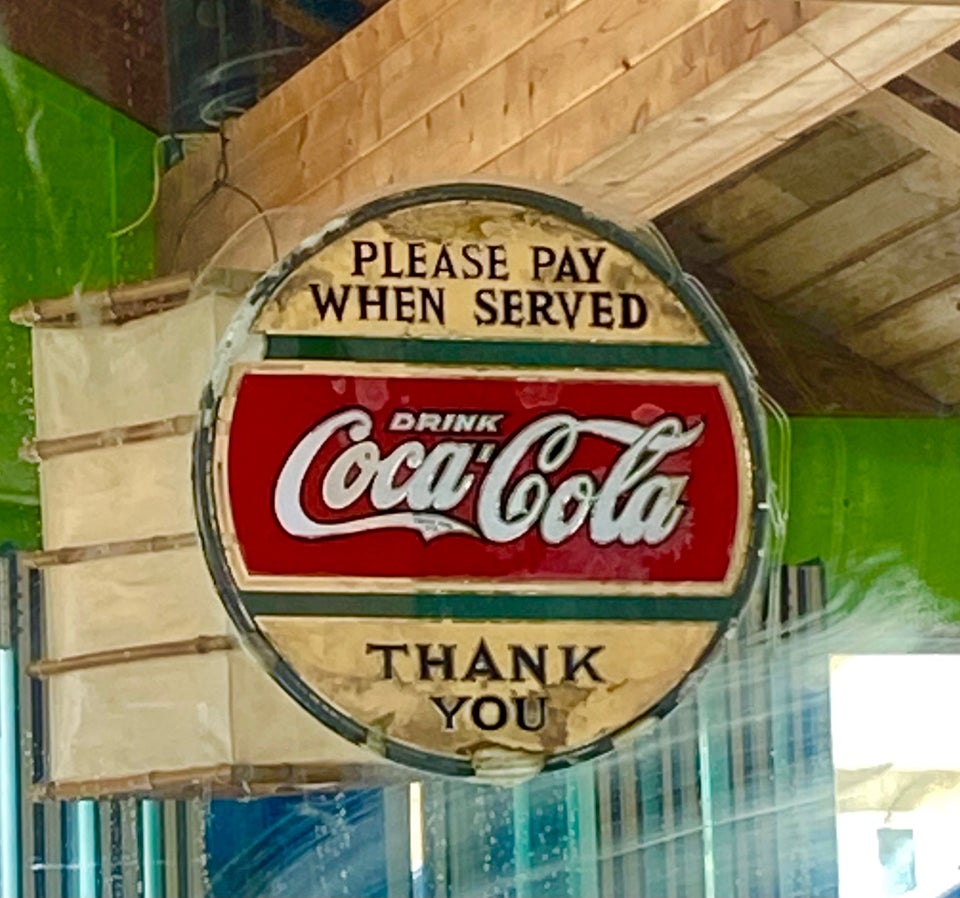 PLEASE PAY
WHEN SERVED
DRINK
Coca-Cola
THANK
YOU